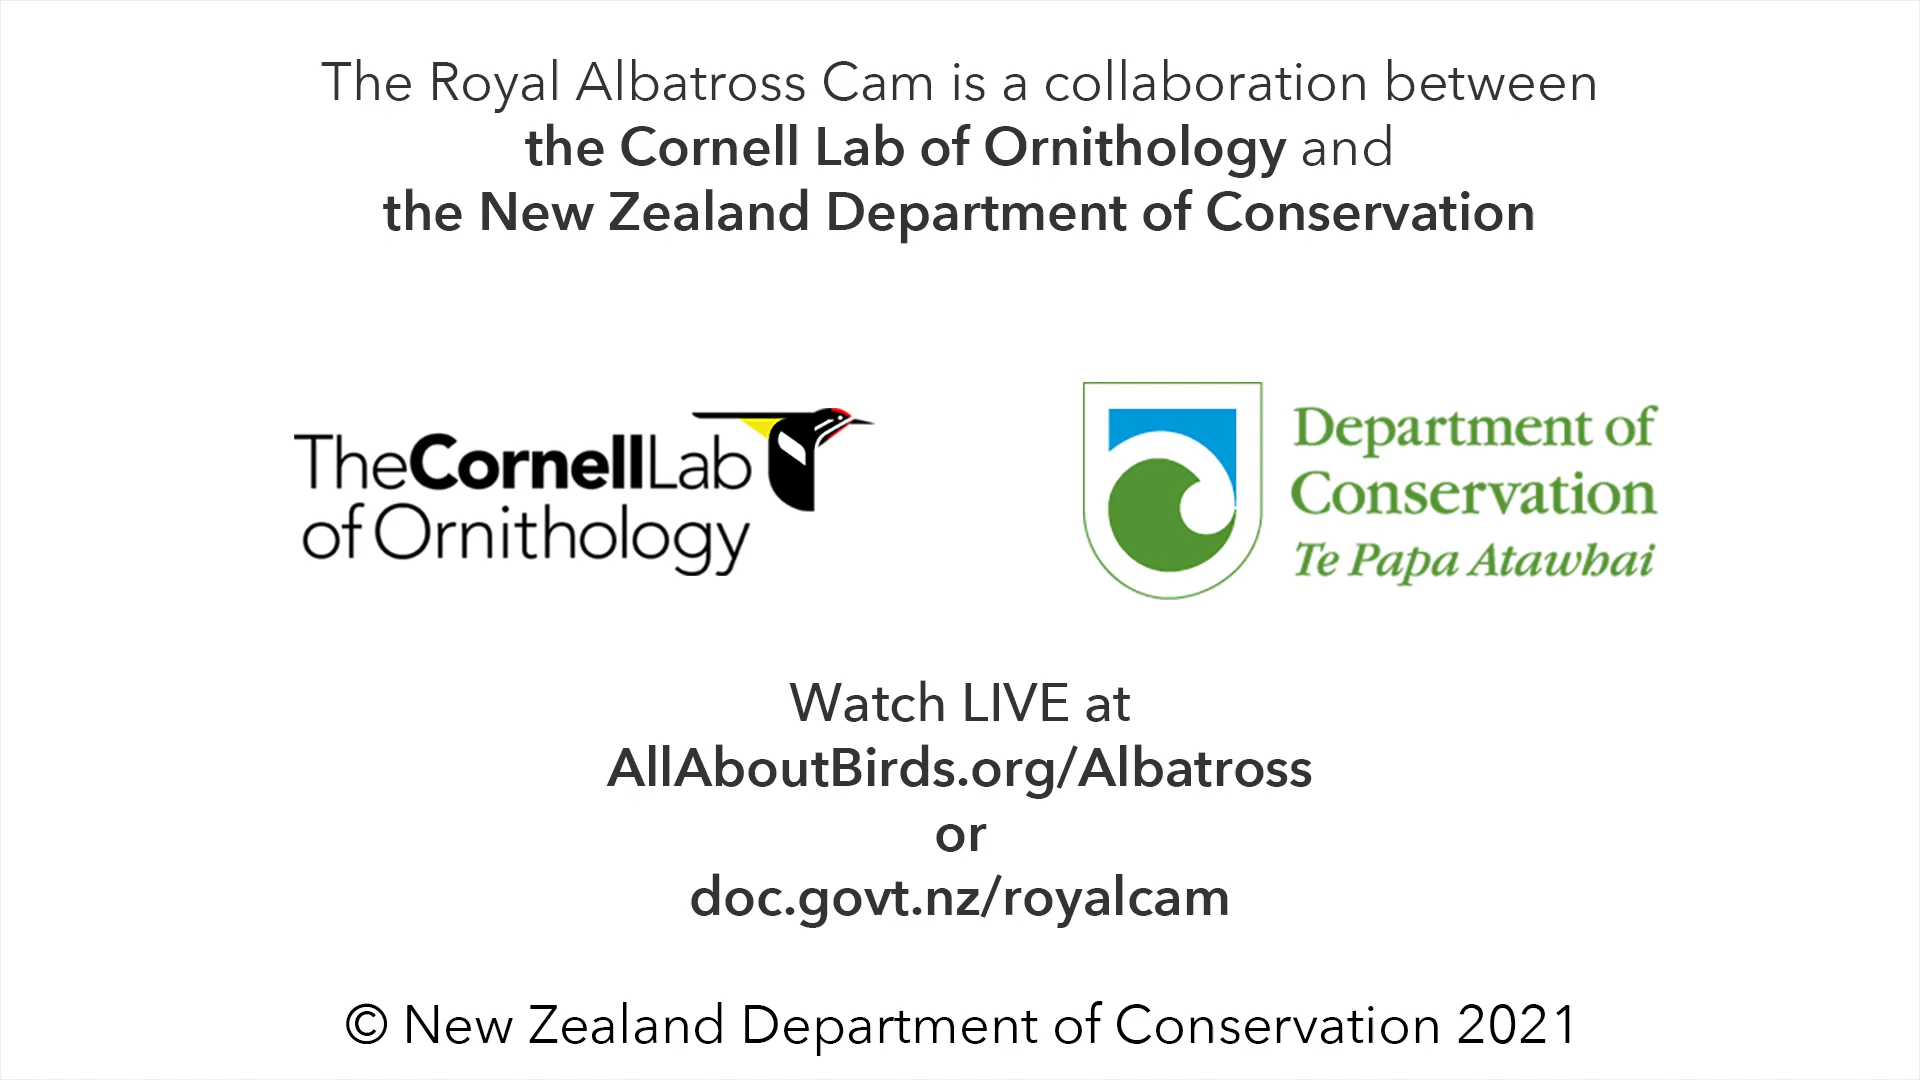 The Royal Albatross Cam is a collaboration between
the Cornell Lab of Ornithology and
the New Zealand Department of Conservation
TheCornellLab
of Ornithology
Department of
Conservation
Te Papa Atawhai
Watch LIVE at
AllAboutBirds.org/Albatross
or
doc.govt.nz/royalcam
© New Zealand Department of Conservation 2021